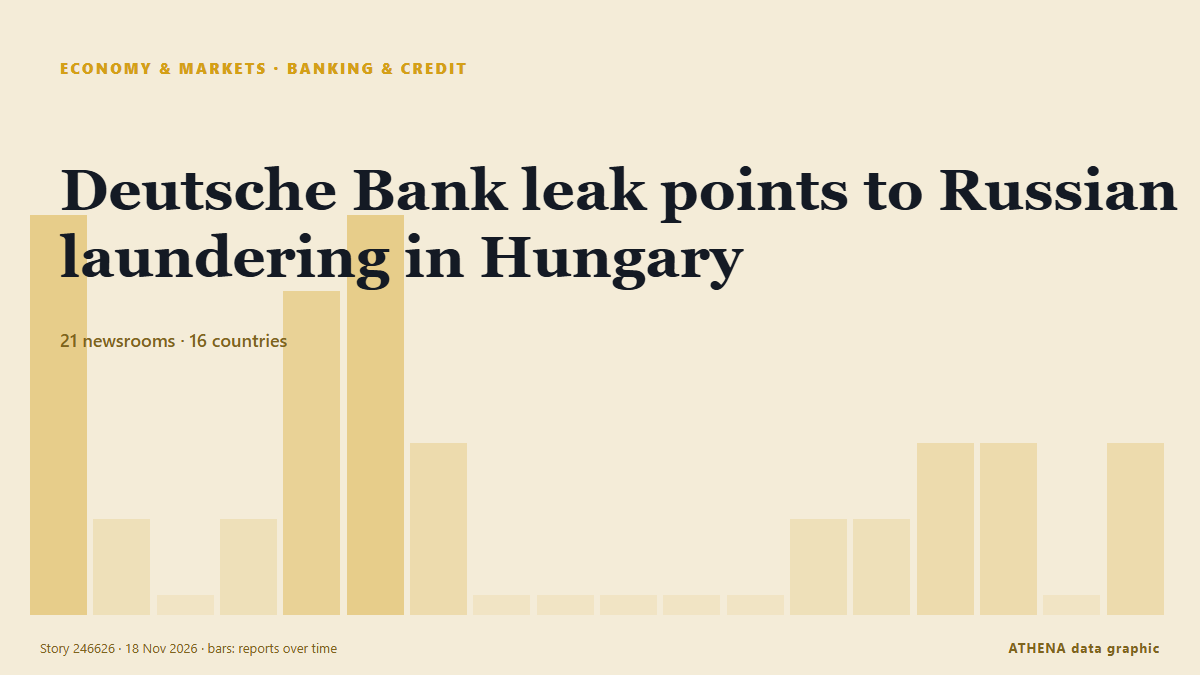 ECONOMY & MARKETS · BANKING & CREDIT
Deutsche Bank leak points to Russian
laundering in Hungary
21 newsrooms · 16 countries
Story 246626 · 18 Nov 2026 · bars: reports over time
ATHENA data graphic